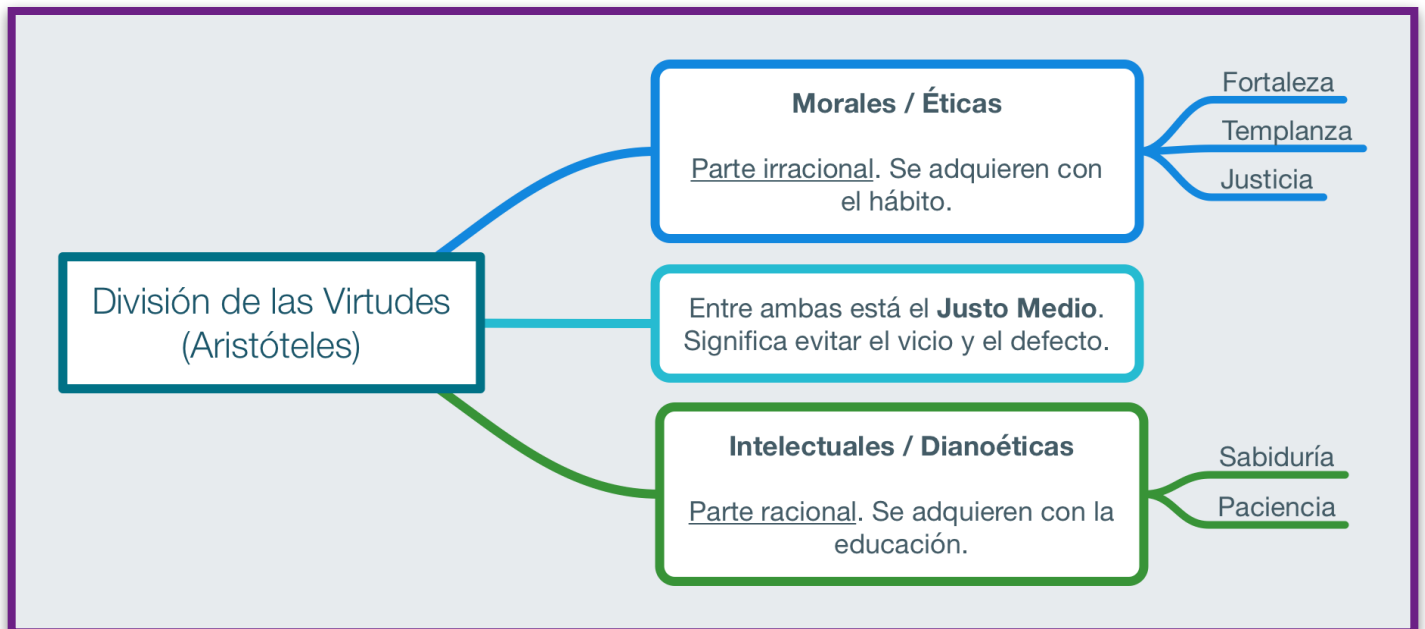 División de las Virtudes
(Aristóteles)
Morales / Éticas
Parte irracional. Se adquieren con
el hábito.
Fortaleza
Templanza
Justicia
Entre ambas está el Justo Medio.
Significa evitar el vicio y el defecto.
Intelectuales / Dianoéticas
Parte racional. Se adquieren con la
educación.
Sabiduría
Paciencia